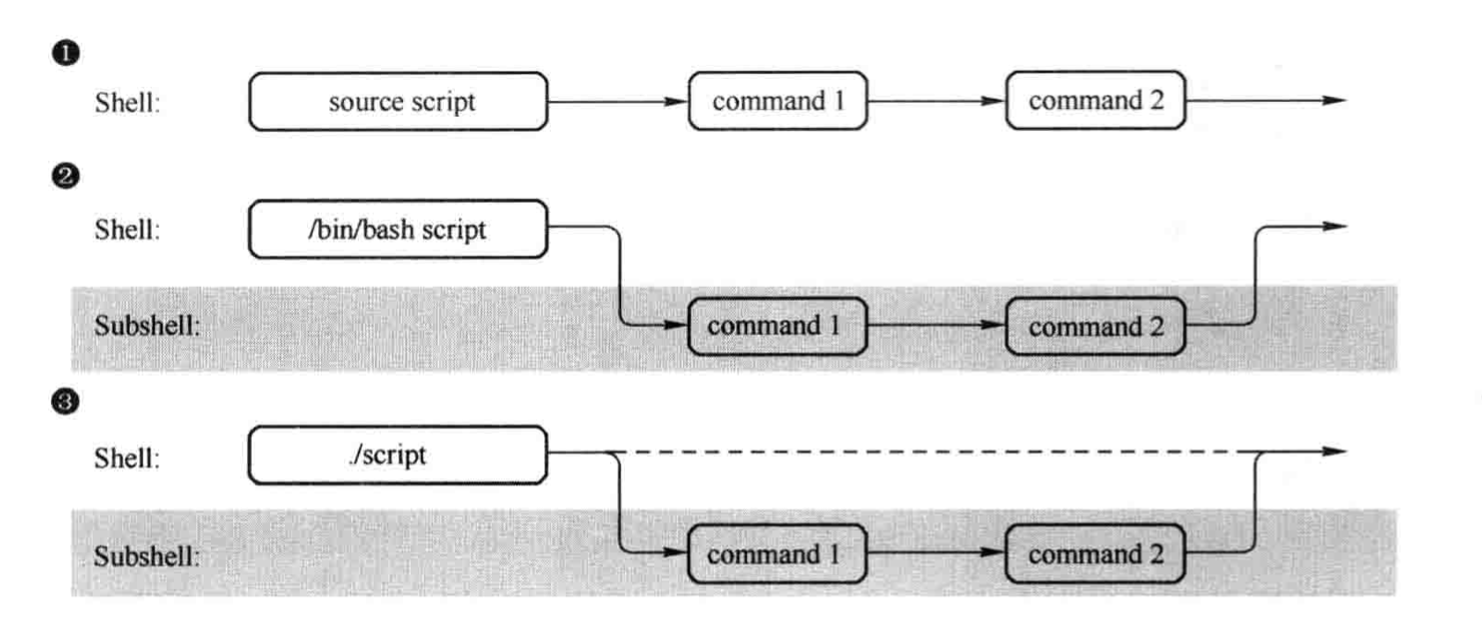 ❶
Shell: source script command 1 command 2
❷
Shell: /bin/bash script
Subshell: command 1 command 2
❸
Shell: ./script
Subshell: command 1 command 2